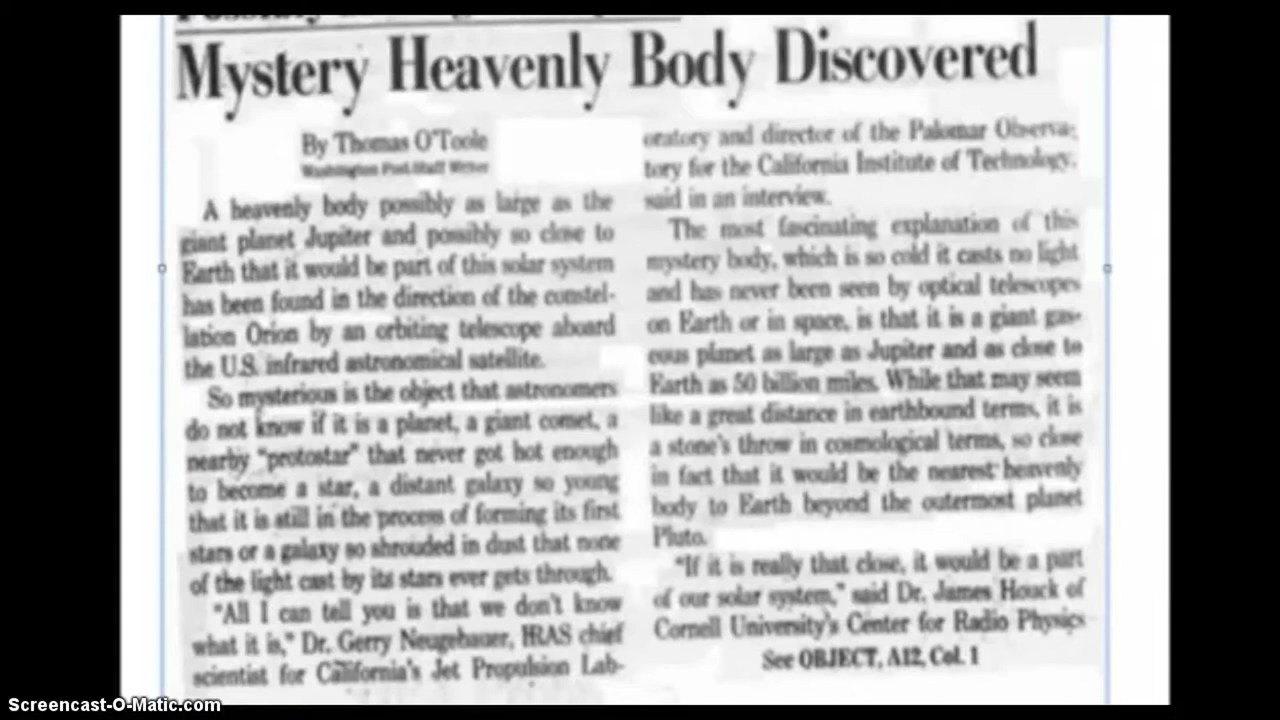 Mystery Heavenly Body Discovered
By Thomas O'Toole
Washington Post Staff Writer
A heavenly body possibly as large as the
giant planet Jupiter and possibly so close to
Earth that it would be part of this solar system
has been found in the direction of the constel-
lation Orion by an orbiting telescope aboard
the U.S. infrared astronomical satellite.
So mysterious is the object that astronomers
do not know if it is a planet, a giant comet, a
nearby "protostar" that never got hot enough
to become a star, a distant galaxy so young
that it is still in the process of forming its first
stars or a galaxy so shrouded in dust that none
of the light cast by its stars ever gets through.
"All I can tell you is that we don't know
what it is," Dr. Gerry Neugebauer, IRAS chief
scientist for California's Jet Propulsion Lab-
oratory and director of the Palomar Observa-
tory for the California Institute of Technology,
said in an interview.
The most fascinating explanation of this
mystery body, which is so cold it casts no light
and has never been seen by optical telescopes
on Earth or in space, is that it is a giant gas-
eous planet as large as Jupiter and as close to
Earth as 50 billion miles. While that may seem
like a great distance in earthbound terms, it is
a stone's throw in cosmological terms, so close
in fact that it would be the nearest heavenly
body to Earth beyond the outermost planet
Pluto.
"If it is really that close, it would be a part
of our solar system," said Dr. James Houck of
Cornell University's Center for Radio Physics
See OBJECT, A12, Col. 1
Screencast-O-Matic.com